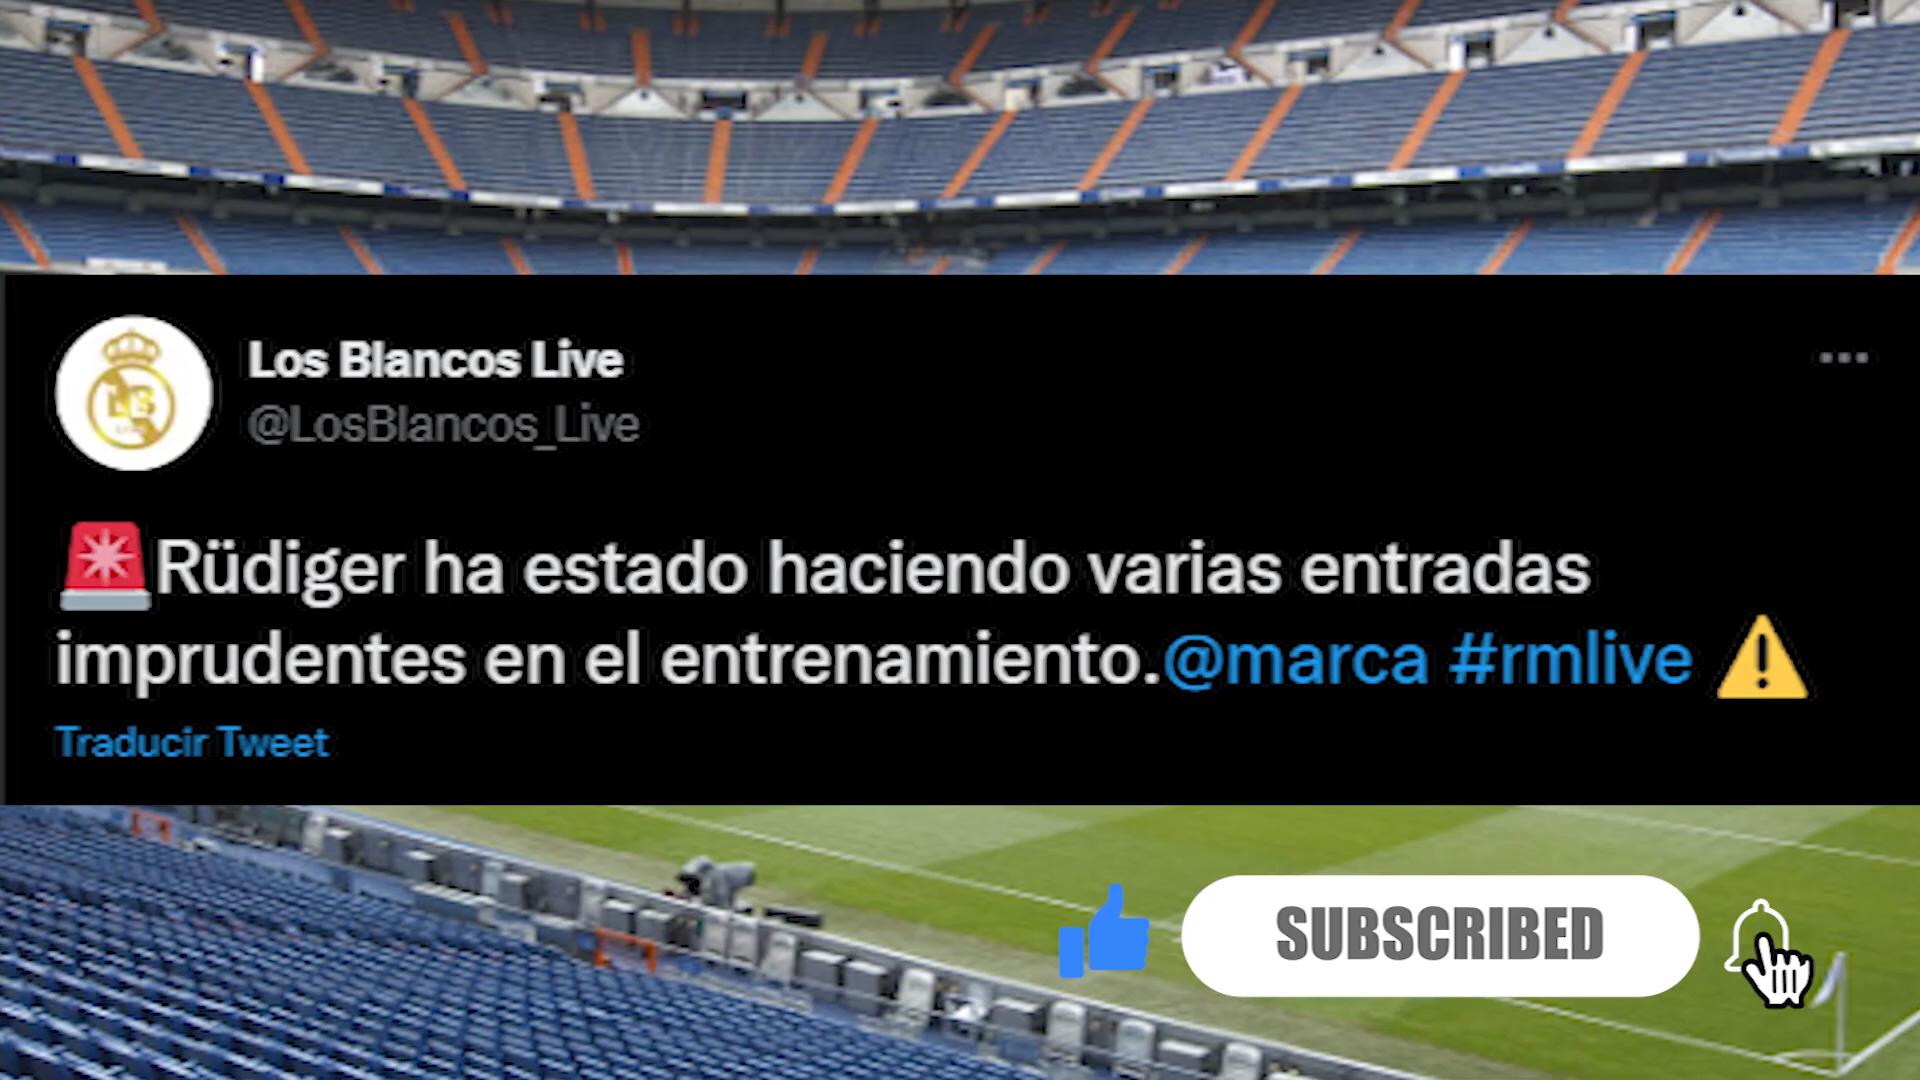 Los Blancos Live
@LosBlancos_Live
🚨Rüdiger ha estado haciendo varias entradas
imprudentes en el entrenamiento.@marca #rmlive ⚠️
Traducir Tweet
SUBSCRIBED